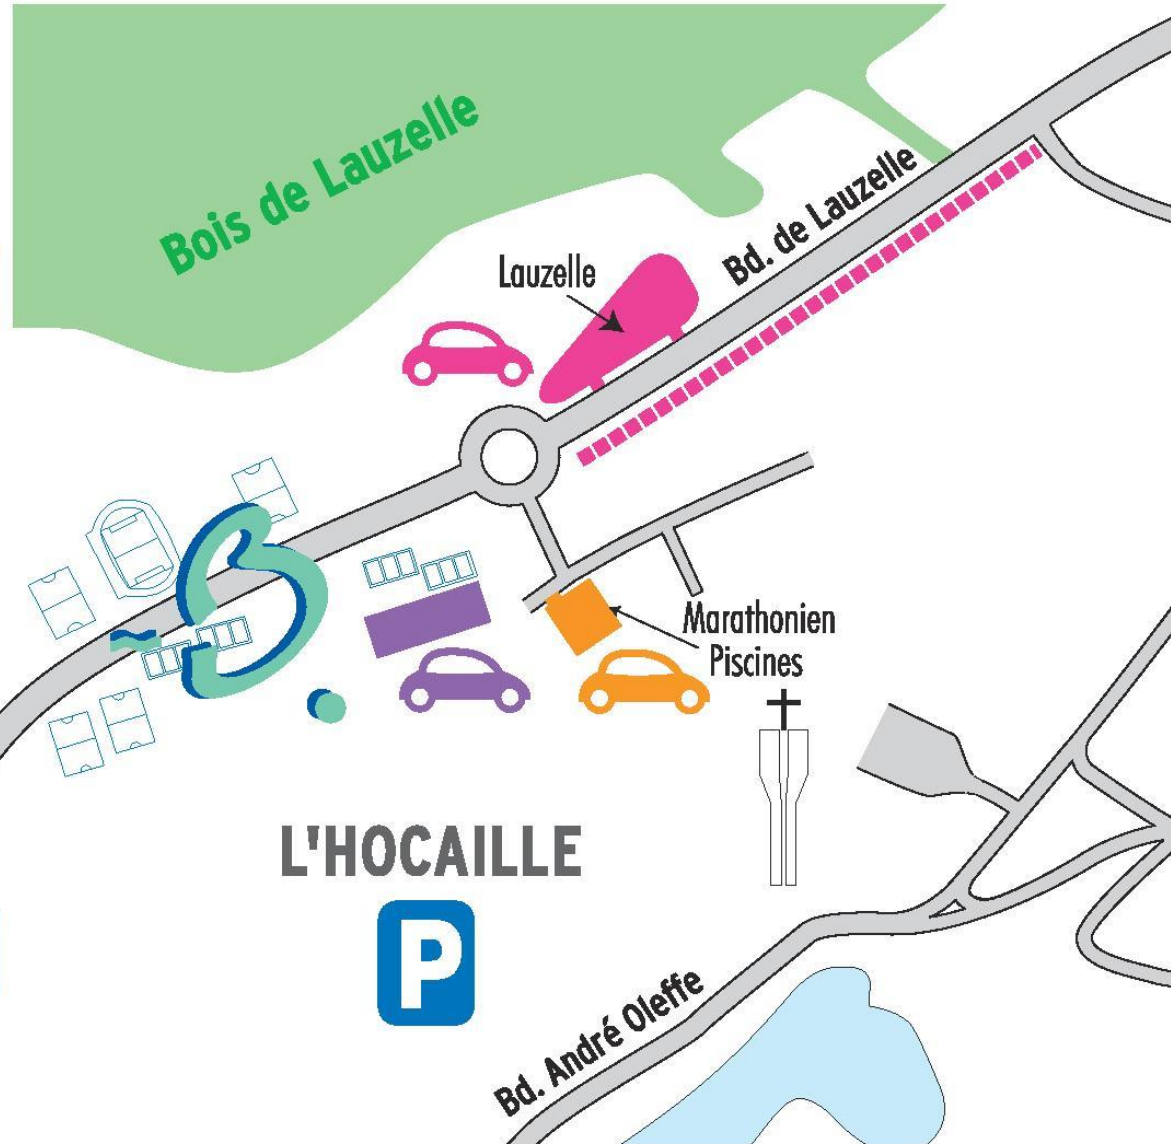 Bois de Lauzelle
Bd. de Lauzelle
Lauzelle
B.
Marathonien
Piscines
L'HOCAILLE
P
Bd. André Oleffe